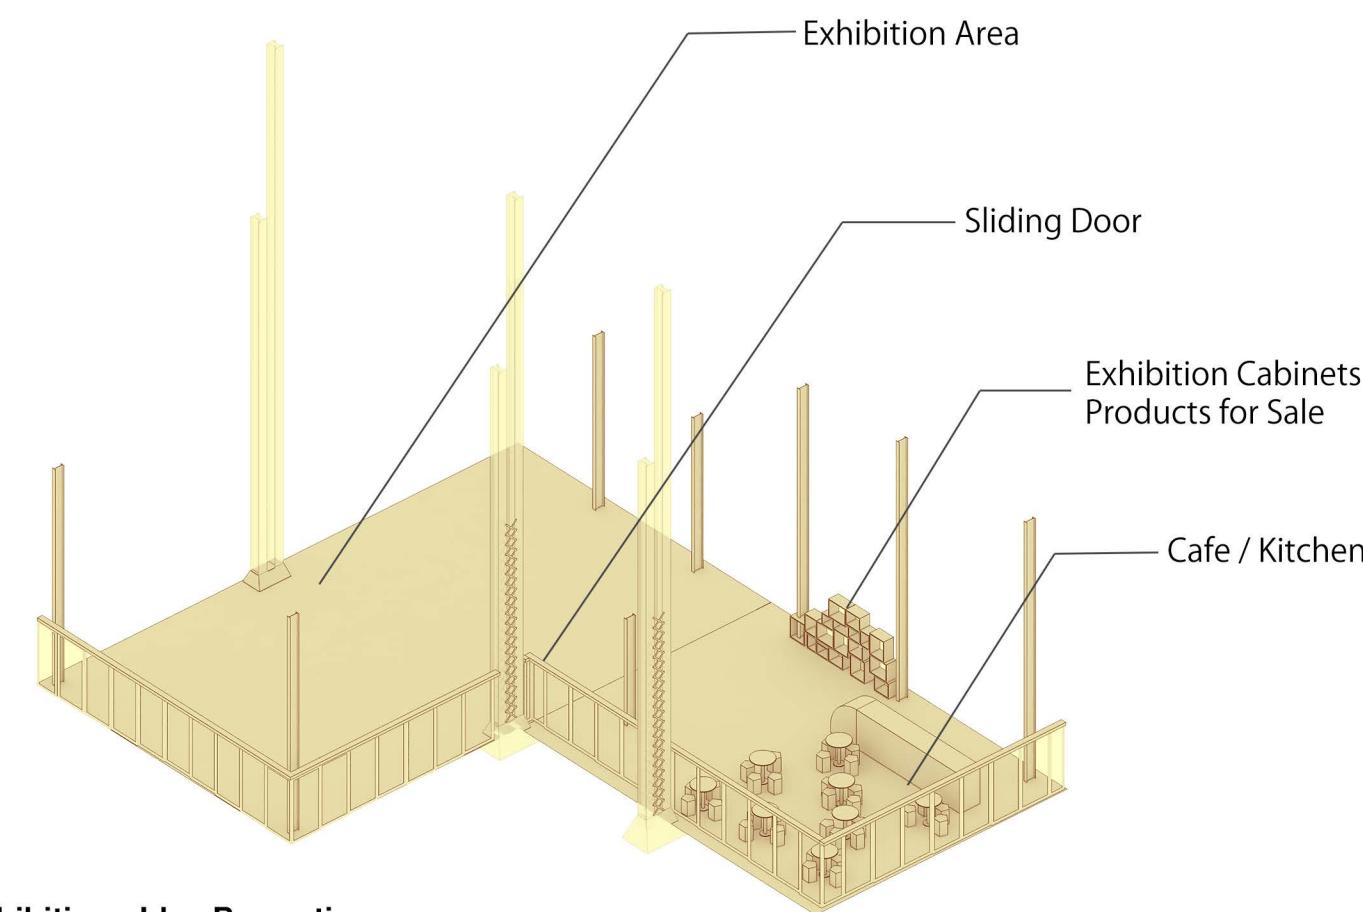 Exhibition Area
Sliding Door
Exhibition Cabinets
Products for Sale
Cafe / Kitchen